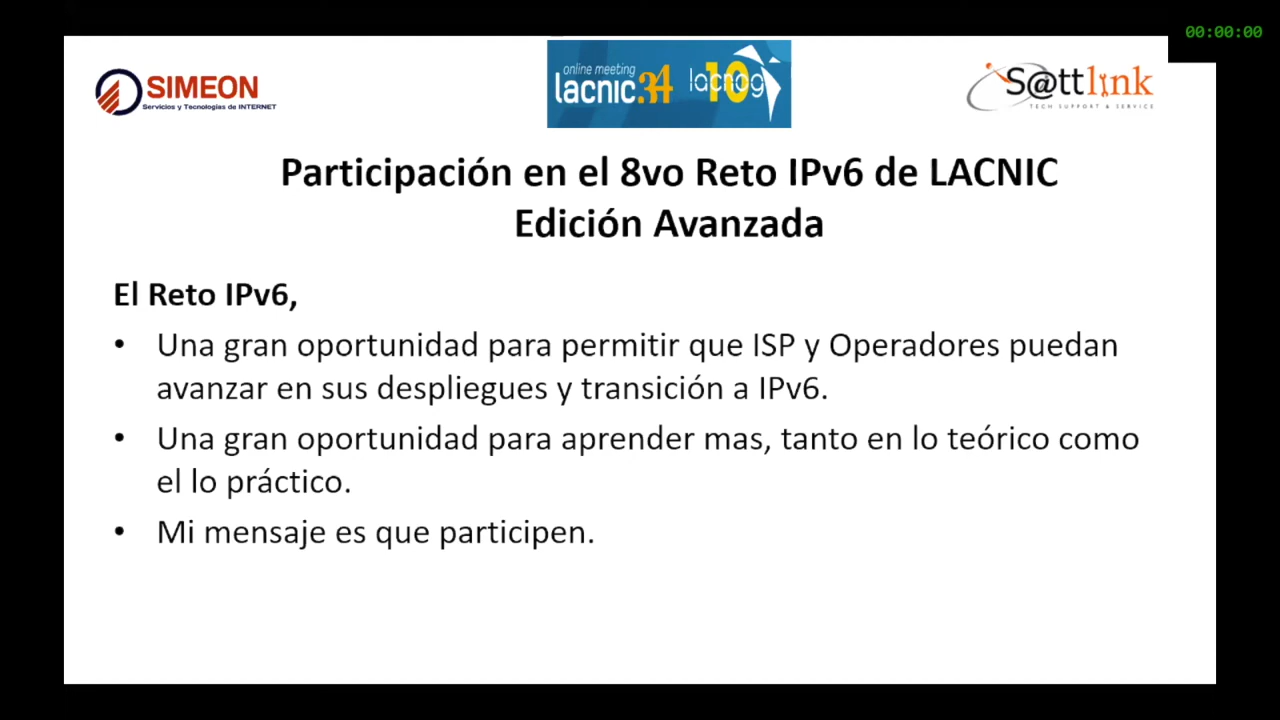 00:00:00
SIMEON
Servicios y Tecnologías de INTERNET
online meeting
lacnic.34
lacnog
10
S@ttlink
TECH SUPPORT & SERVICE
Participación en el 8vo Reto IPv6 de LACNIC
Edición Avanzada
El Reto IPv6,
• Una gran oportunidad para permitir que ISP y Operadores puedan
avanzar en sus despliegues y transición a IPv6.
• Una gran oportunidad para aprender mas, tanto en lo teórico como
el lo práctico.
• Mi mensaje es que participen.